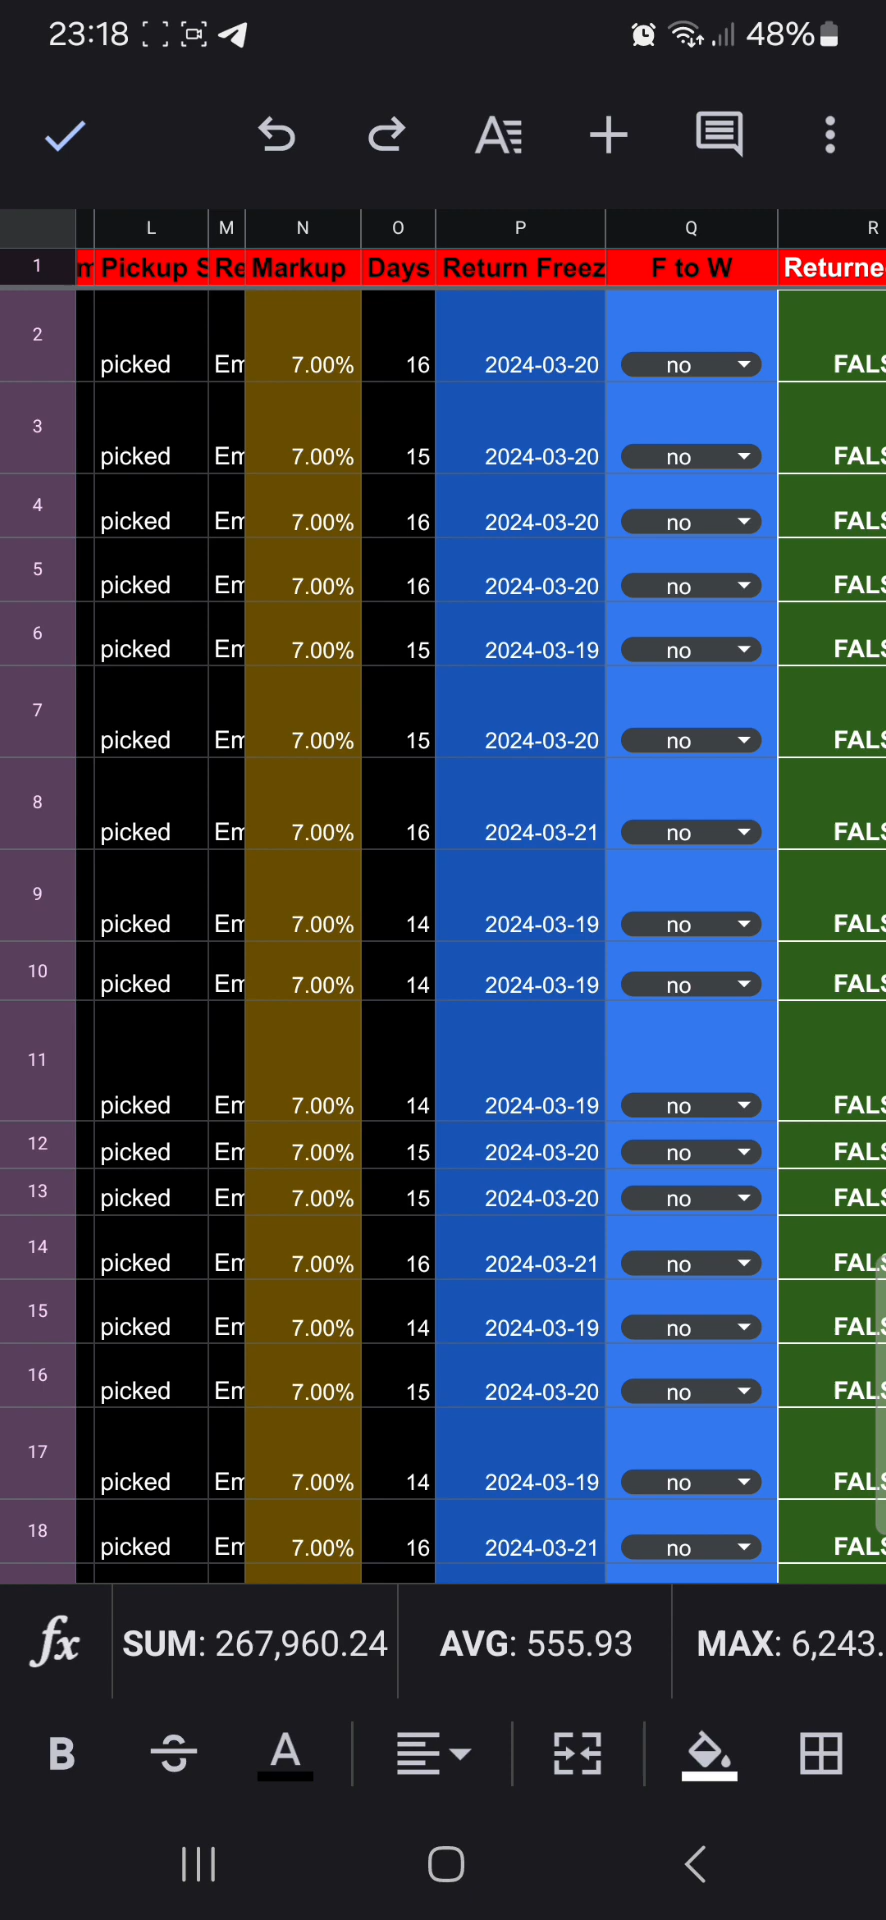 23:18 48%
L M N O P Q R
1 m Pickup S Re Markup Days Return Freez F to W Returne
2 picked Em 7.00% 16 2024-03-20 no FALS
3 picked Em 7.00% 15 2024-03-20 no FALS
4 picked Em 7.00% 16 2024-03-20 no FALS
5 picked Em 7.00% 16 2024-03-20 no FALS
6 picked Em 7.00% 15 2024-03-19 no FALS
7 picked Em 7.00% 15 2024-03-20 no FALS
8 picked Em 7.00% 16 2024-03-21 no FALS
9 picked Em 7.00% 14 2024-03-19 no FALS
10 picked Em 7.00% 14 2024-03-19 no FALS
11 picked Em 7.00% 14 2024-03-19 no FALS
12 picked Em 7.00% 15 2024-03-20 no FALS
13 picked Em 7.00% 15 2024-03-20 no FALS
14 picked Em 7.00% 16 2024-03-21 no FALS
15 picked Em 7.00% 14 2024-03-19 no FALS
16 picked Em 7.00% 15 2024-03-20 no FALS
17 picked Em 7.00% 14 2024-03-19 no FALS
18 picked Em 7.00% 16 2024-03-21 no FALS
fx SUM: 267,960.24 AVG: 555.93 MAX: 6,243.
B S A